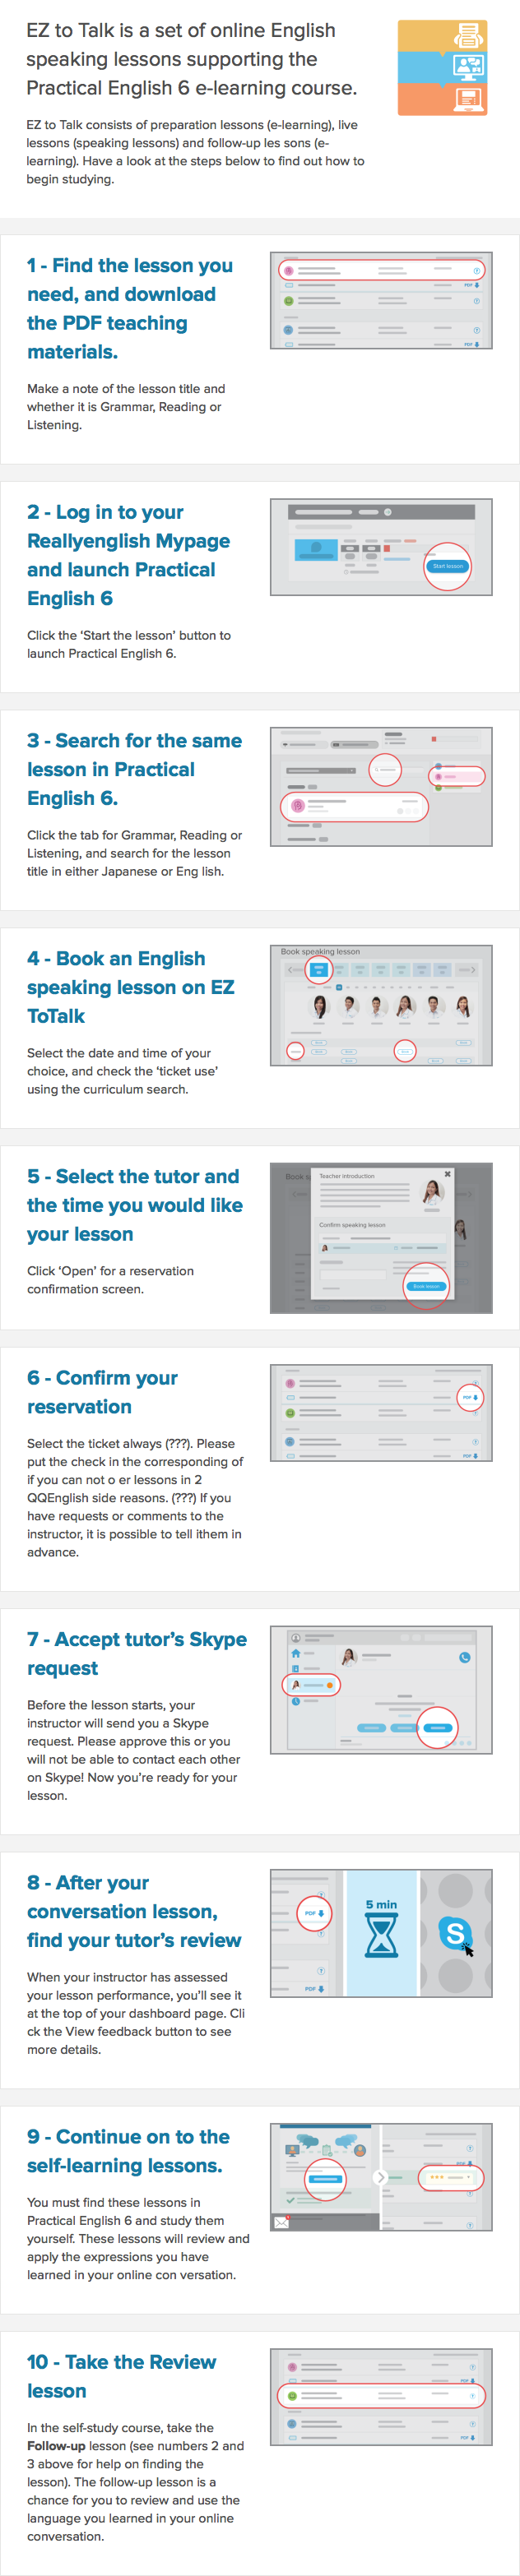 EZ to Talk is a set of online English
speaking lessons supporting the
Practical English 6 e-learning course.
EZ to Talk consists of preparation lessons (e-learning), live
lessons (speaking lessons) and follow-up les sons (e-
learning). Have a look at the steps below to find out how to
begin studying.
1 - Find the lesson you
need, and download
the PDF teaching
materials.
Make a note of the lesson title and
whether it is Grammar, Reading or
Listening.
PDF
PDF
2 - Log in to your
Reallyenglish Mypage
and launch Practical
English 6
Click the ‘Start the lesson’ button to
launch Practical English 6.
Start lesson
3 - Search for the same
lesson in Practical
English 6.
Click the tab for Grammar, Reading or
Listening, and search for the lesson
title in either Japanese or Eng lish.
4 - Book an English
speaking lesson on EZ
ToTalk
Select the date and time of your
choice, and check the ‘ticket use’
using the curriculum search.
Book speaking lesson
5 - Select the tutor and
the time you would like
your lesson
Click ‘Open’ for a reservation
confirmation screen.
Book s
Teacher introduction
Confirm speaking lesson
Book lesson
6 - Confirm your
reservation
Select the ticket always (???). Please
put the check in the corresponding of
if you can not o er lessons in 2
QQEnglish side reasons. (???) If you
have requests or comments to the
instructor, it is possible to tell ithem in
advance.
PDF
PDF
7 - Accept tutor’s Skype
request
Before the lesson starts, your
instructor will send you a Skype
request. Please approve this or you
will not be able to contact each other
on Skype! Now you’re ready for your
lesson.
8 - After your
conversation lesson,
find your tutor’s review
When your instructor has assessed
your lesson performance, you’ll see it
at the top of your dashboard page. Cli
ck the View feedback button to see
more details.
PDF
PDF
5 min
S
9 - Continue on to the
self-learning lessons.
You must find these lessons in
Practical English 6 and study them
yourself. These lessons will review and
apply the expressions you have
learned in your online con versation.
10 - Take the Review
lesson
In the self-study course, take the
Follow-up lesson (see numbers 2 and
3 above for help on finding the
lesson). The follow-up lesson is a
chance for you to review and use the
language you learned in your online
conversation.
PDF
PDF